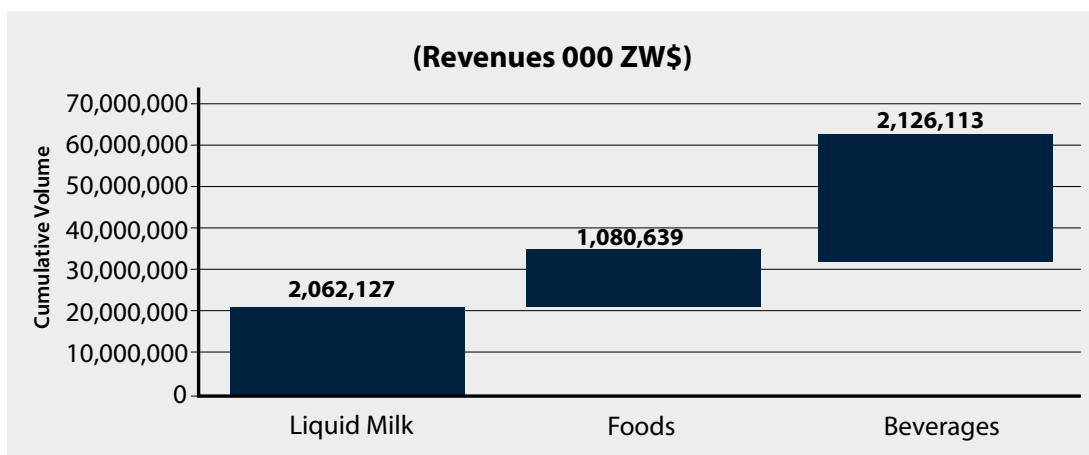 (Revenues 000 ZW$)
Cumulative Volume
70,000,000
60,000,000
50,000,000
40,000,000
30,000,000
20,000,000
10,000,000
0
2,062,127
1,080,639
2,126,113
Liquid Milk
Foods
Beverages